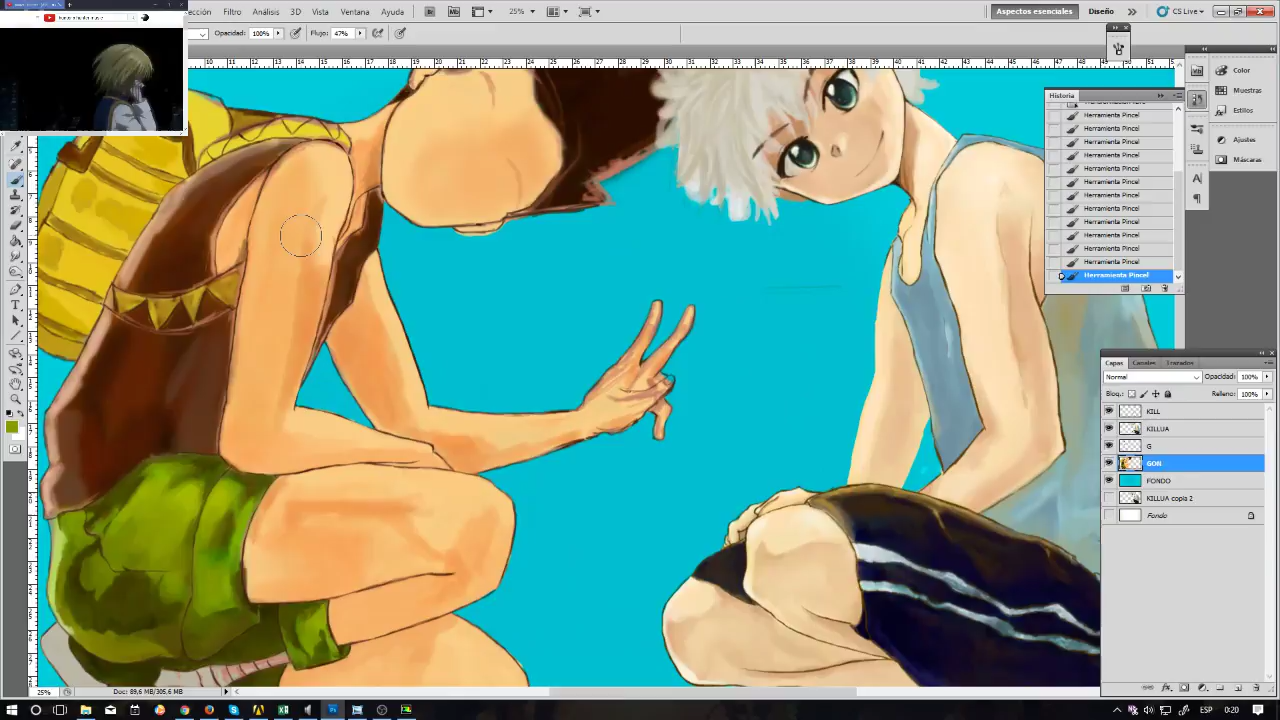 hunter x hunter music
lección Filtro Análisis 3D Vista Ventana Ayuda
25%
Aspectos esenciales Diseño CS Live
Opacidad: 100% Flujo: 47%
Historia
Herramienta Pincel
Herramienta Pincel
Herramienta Pincel
Herramienta Pincel
Herramienta Pincel
Herramienta Pincel
Herramienta Pincel
Herramienta Pincel
Herramienta Pincel
Herramienta Pincel
Herramienta Pincel
Herramienta Pincel
Herramienta Pincel
Color
Muestras
Estilos
Ajustes
Máscaras
Capas Canales Trazados
Normal Opacidad: 100%
Bloq.: Relleno: 100%
KILL
KILLUA
G
GON
FONDO
KILLUA copia 2
Fondo
25% Doc: 89,6 MB/305,6 MB
ESP 0:20